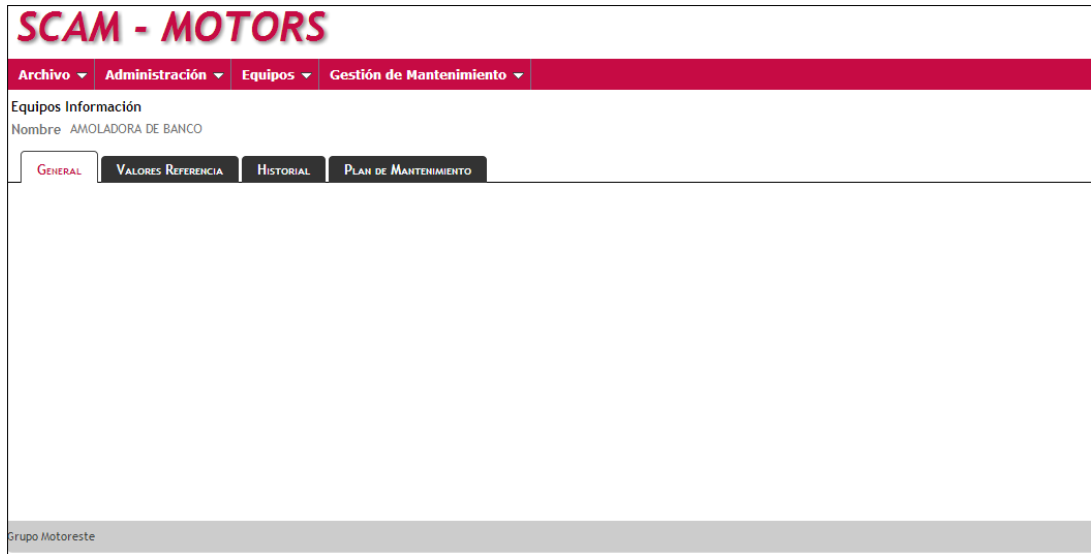 SCAM - MOTORS
Archivo Administración Equipos Gestión de Mantenimiento
Equipos Información
Nombre AMOLADORA DE BANCO
General Valores Referencia Historial Plan de Mantenimiento
Grupo Motoreste